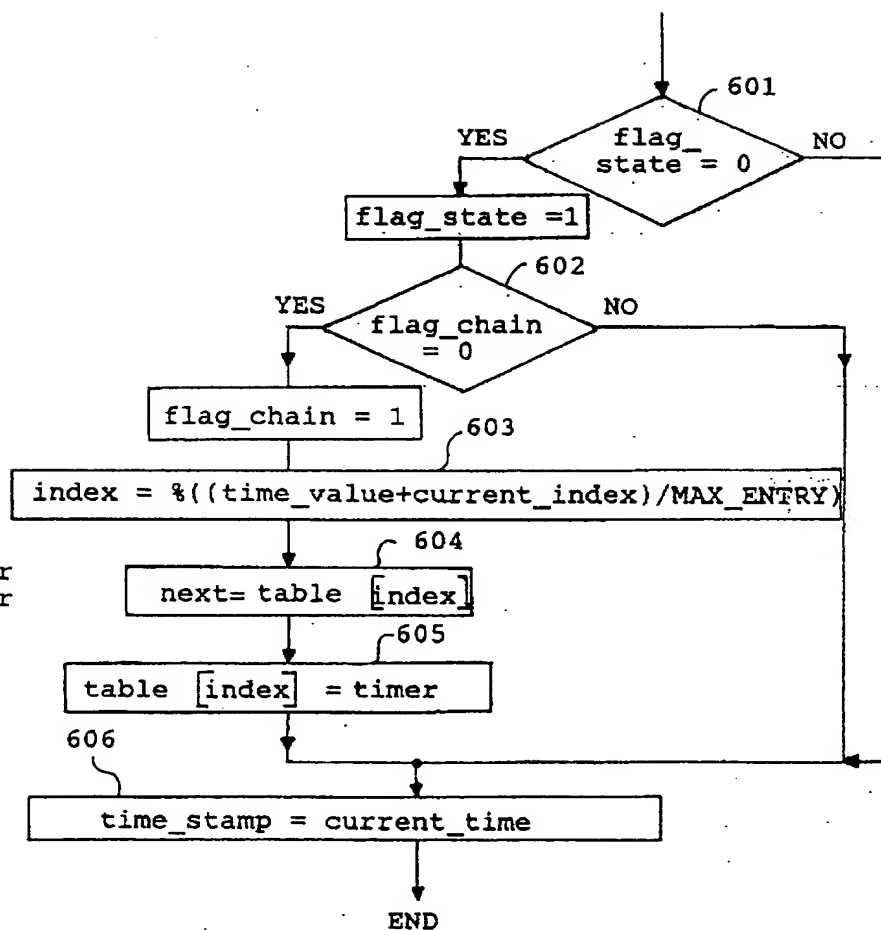 601
YES
flag_
state = 0
NO
flag_state =1
602
YES
flag_chain
= 0
NO
flag_chain = 1
603
index = %((time_value+current_index)/MAX_ENTRY)
604
r
r
next= table [index]
605
table [index] = timer
606
time_stamp = current_time
END